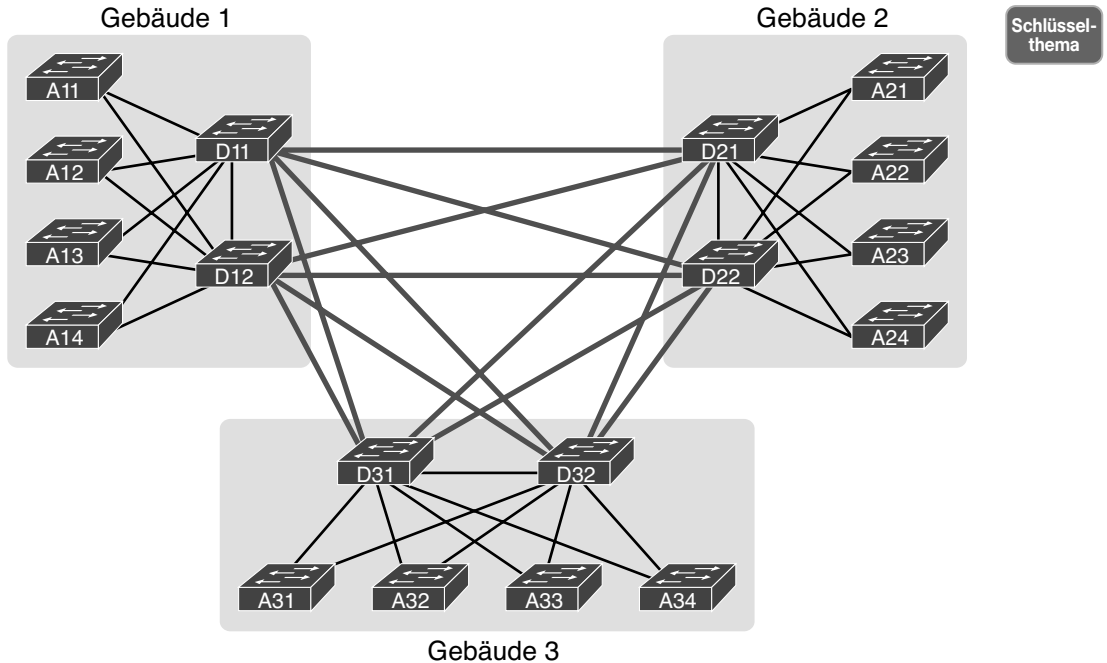 Gebäude 1
Gebäude 2
Schlüssel-
thema
A11
A12
A13
A14
D11
D12
D21
D22
A21
A22
A23
A24
D31
D32
A31
A32
A33
A34
Gebäude 3